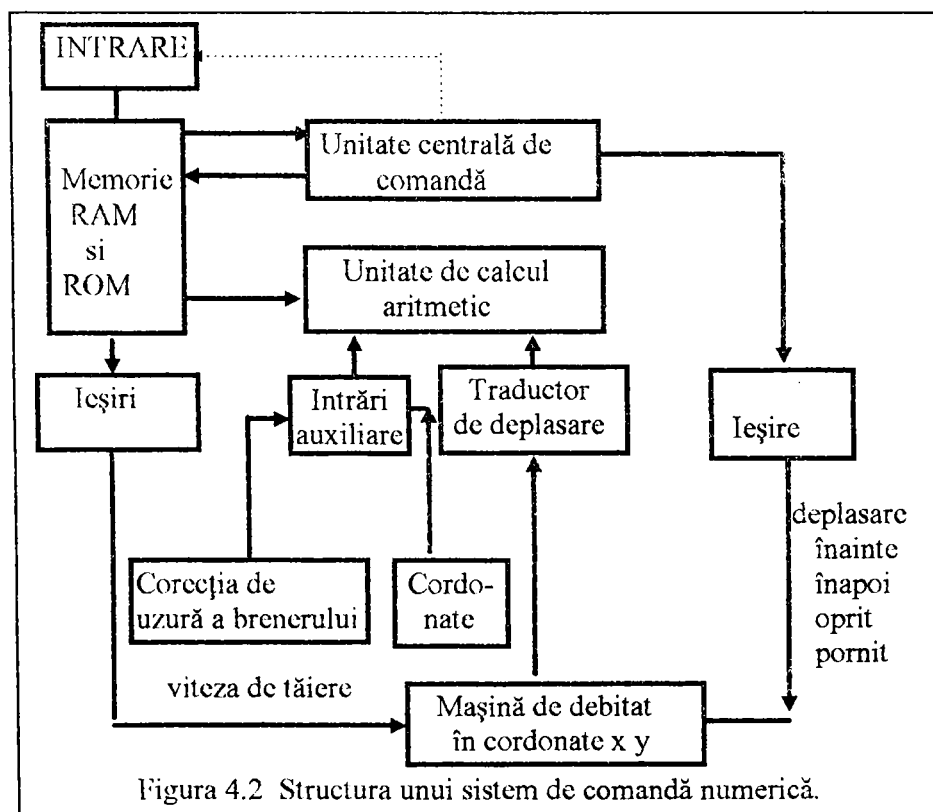 INTRARE
Unitate centrală de
comandă
Memorie
RAM
si
ROM
Unitate de calcul
aritmetic
Ieşiri
Intrări
auxiliare
Traductor
de deplasare
Ieşire
deplasare
înainte
înapoi
oprit
pornit
Corecţia de
uzură a brenerului
Cordo-
nate
viteza de tăiere
Maşină de debitat
în cordonate x y
Figura 4.2 Structura unui sistem de comandă numerică.